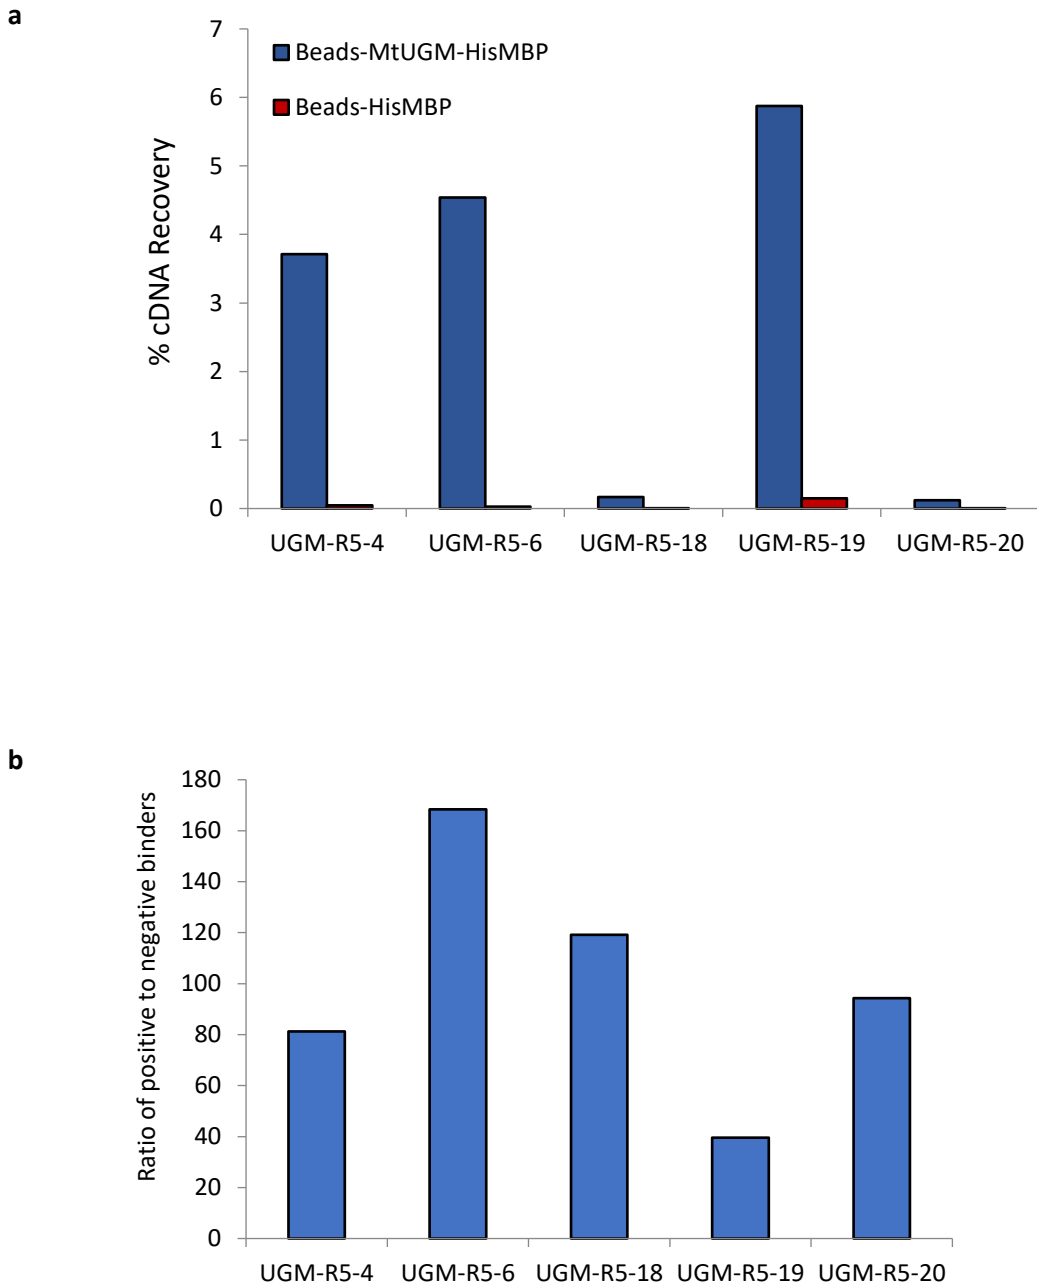 a
% cDNA Recovery
7
6
5
4
3
2
1
0
Beads-MtUGM-HisMBP
Beads-HisMBP
UGM-R5-4 UGM-R5-6 UGM-R5-18 UGM-R5-19 UGM-R5-20
b
Ratio of positive to negative binders
180
160
140
120
100
80
60
40
20
0
UGM-R5-4 UGM-R5-6 UGM-R5-18 UGM-R5-19 UGM-R5-20